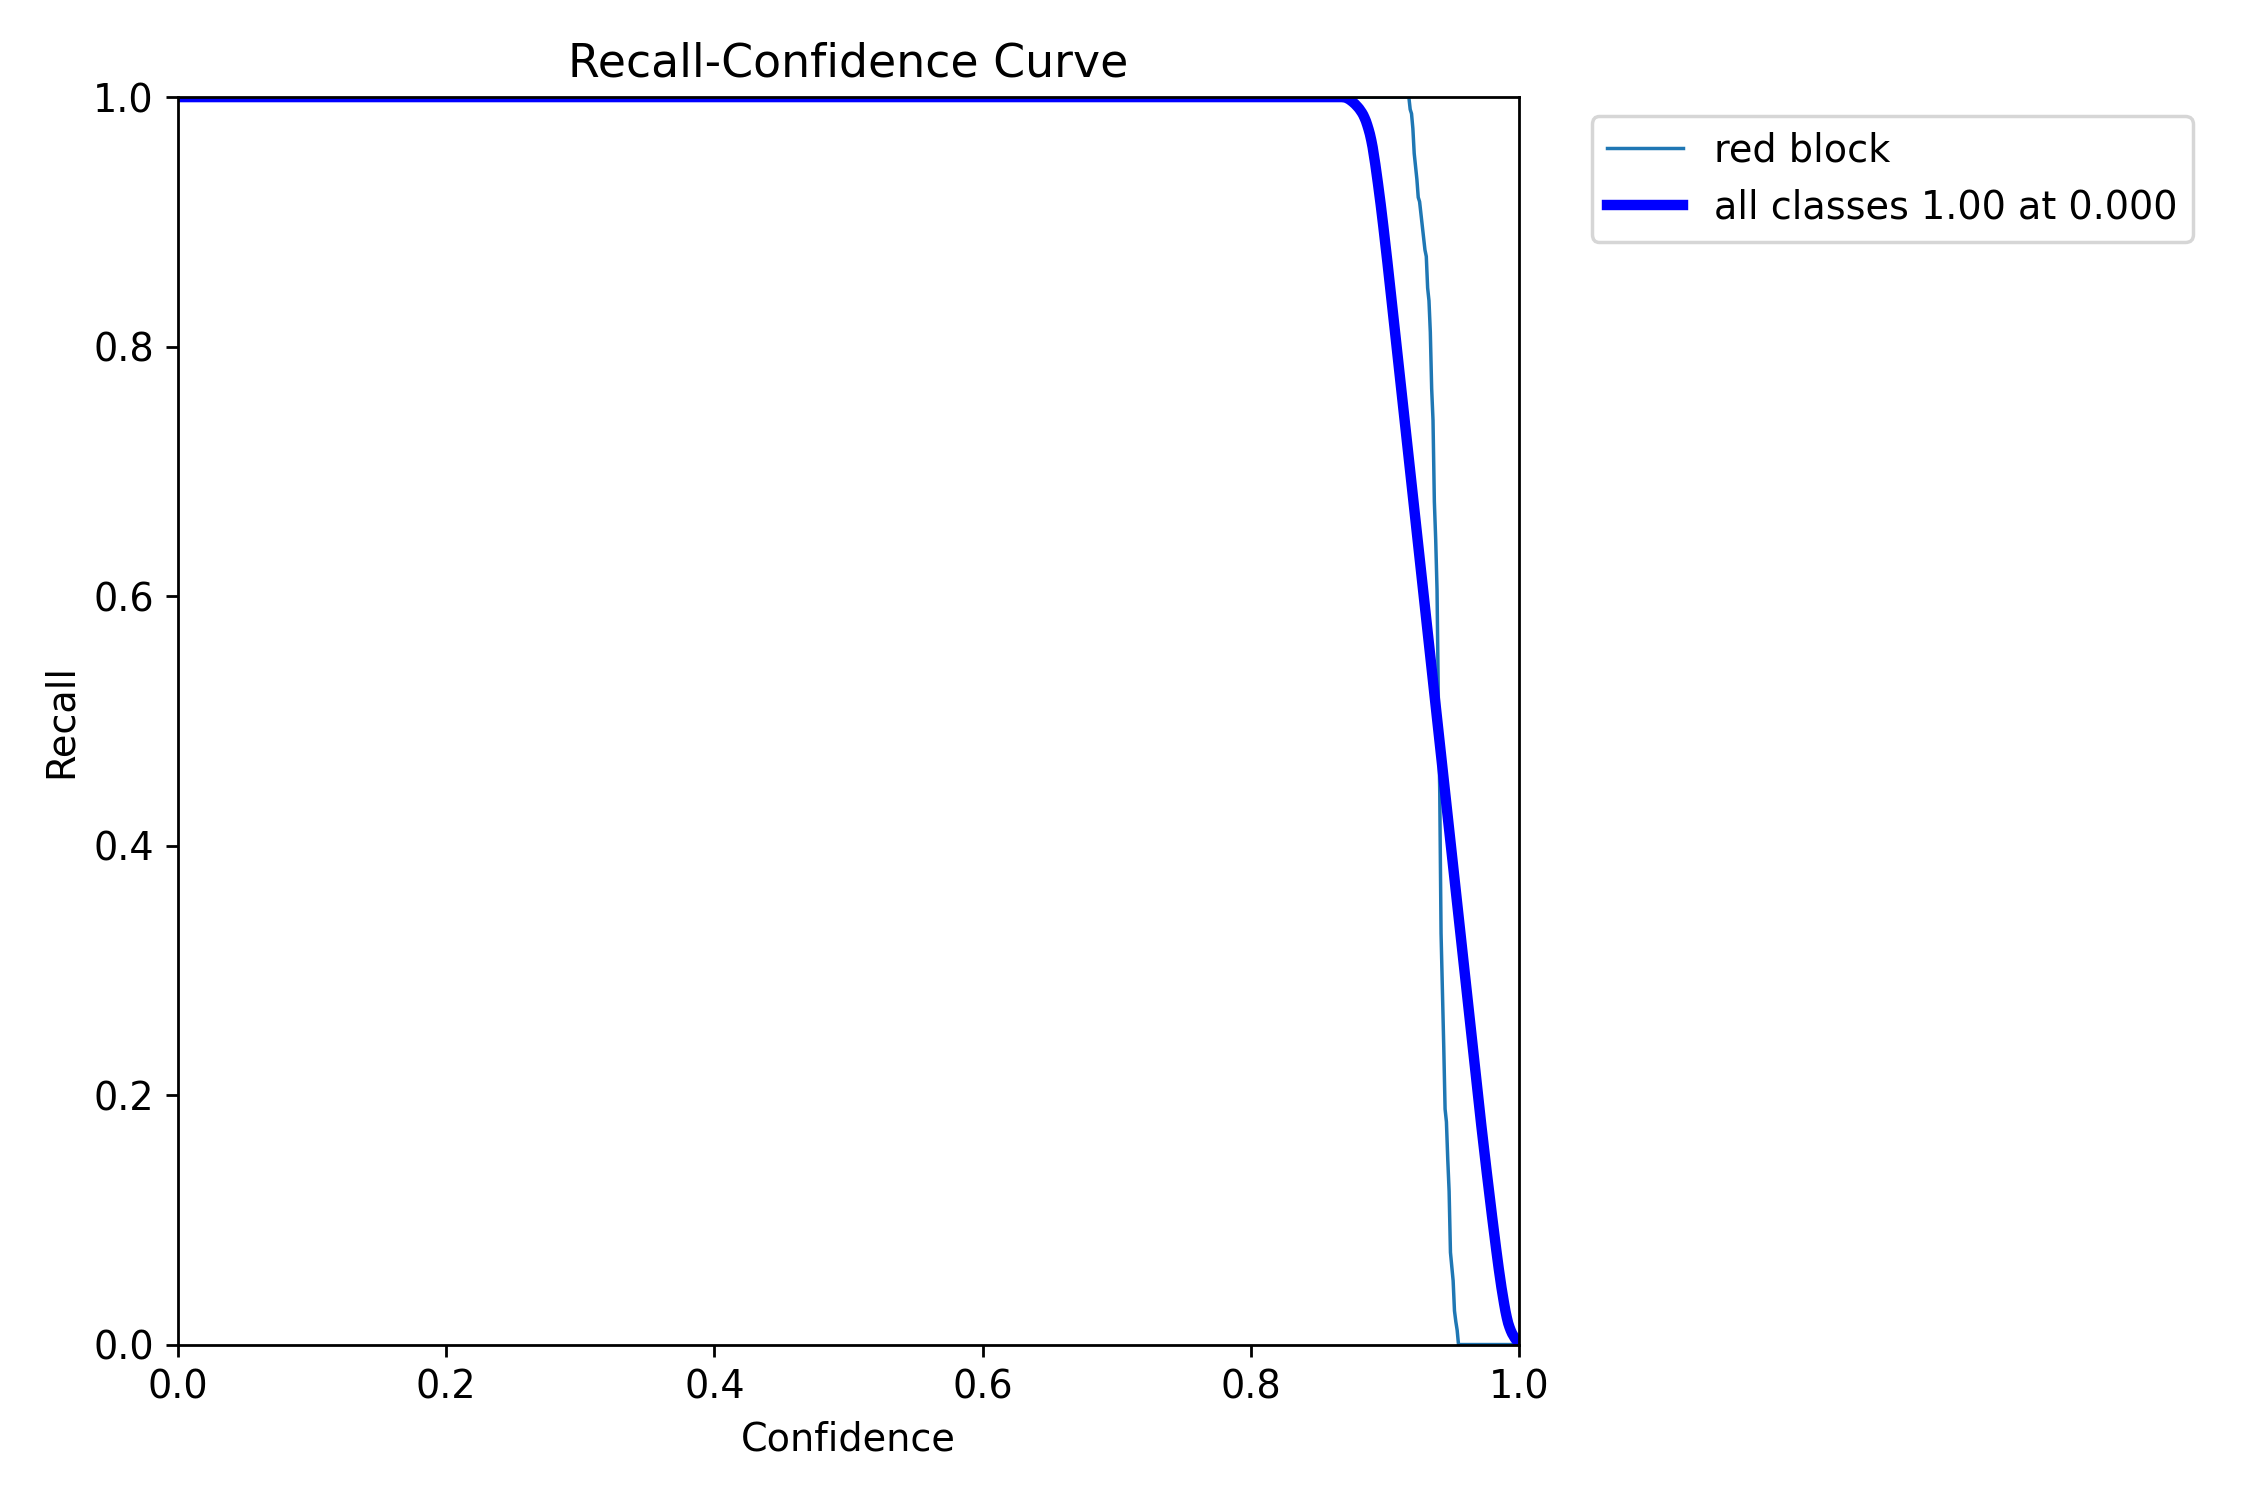 Recall-Confidence Curve
1.0
0.8
0.6
0.4
0.2
0.0
Recall
0.0 0.2 0.4 0.6 0.8 1.0
Confidence
red block
all classes 1.00 at 0.000